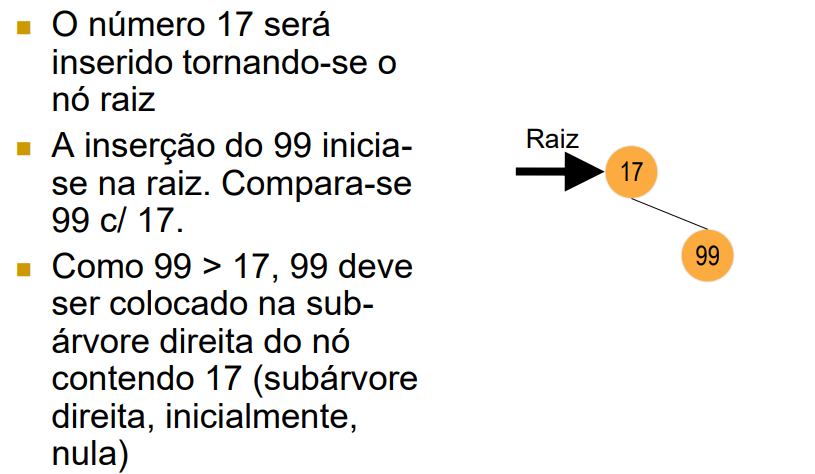 O número 17 será
inserido tornando-se o
nó raiz
A inserção do 99 inicia-
se na raiz. Compara-se
99 c/ 17.
Como 99 > 17, 99 deve
ser colocado na sub-
árvore direita do nó
contendo 17 (subárvore
direita, inicialmente,
nula)
Raiz
17
99